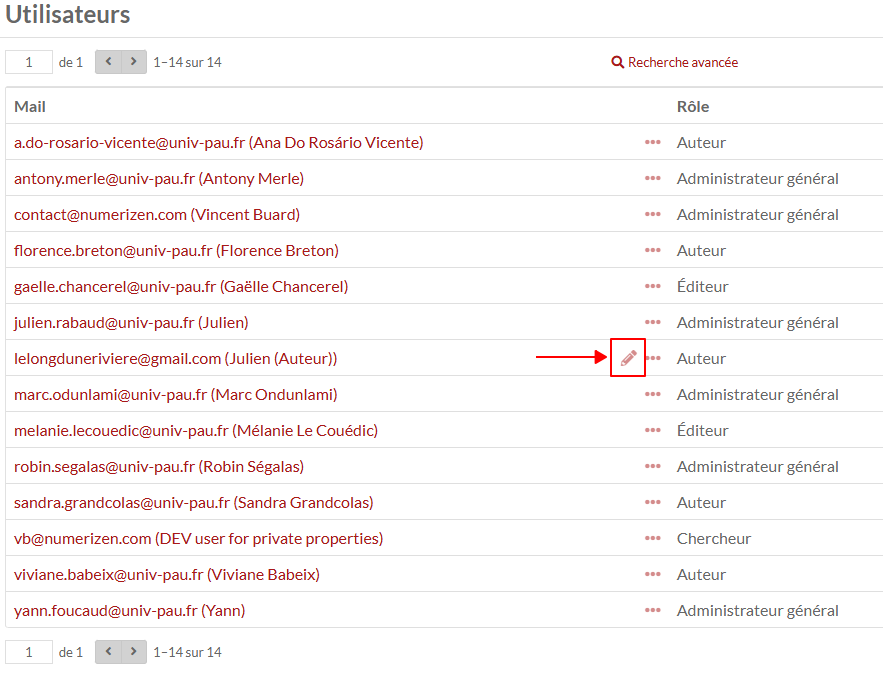 Utilisateurs
1 de 1 1–14 sur 14 Recherche avancée
Mail Rôle
a.do-rosario-vicente@univ-pau.fr (Ana Do Rosário Vicente) Auteur
antony.merle@univ-pau.fr (Antony Merle) Administrateur général
contact@numerizen.com (Vincent Buard) Administrateur général
florence.breton@univ-pau.fr (Florence Breton) Auteur
gaelle.chancerel@univ-pau.fr (Gaëlle Chancerel) Éditeur
julien.rabaud@univ-pau.fr (Julien) Administrateur général
lelongduneriviere@gmail.com (Julien (Auteur)) Auteur
marc.odunlami@univ-pau.fr (Marc Ondunlami) Administrateur général
melanie.lecouedic@univ-pau.fr (Mélanie Le Couédic) Éditeur
robin.segalas@univ-pau.fr (Robin Ségalas) Administrateur général
sandra.grandcolas@univ-pau.fr (Sandra Grandcolas) Auteur
vb@numerizen.com (DEV user for private properties) Chercheur
viviane.babeix@univ-pau.fr (Viviane Babeix) Auteur
yann.foucaud@univ-pau.fr (Yann) Administrateur général
1 de 1 1–14 sur 14